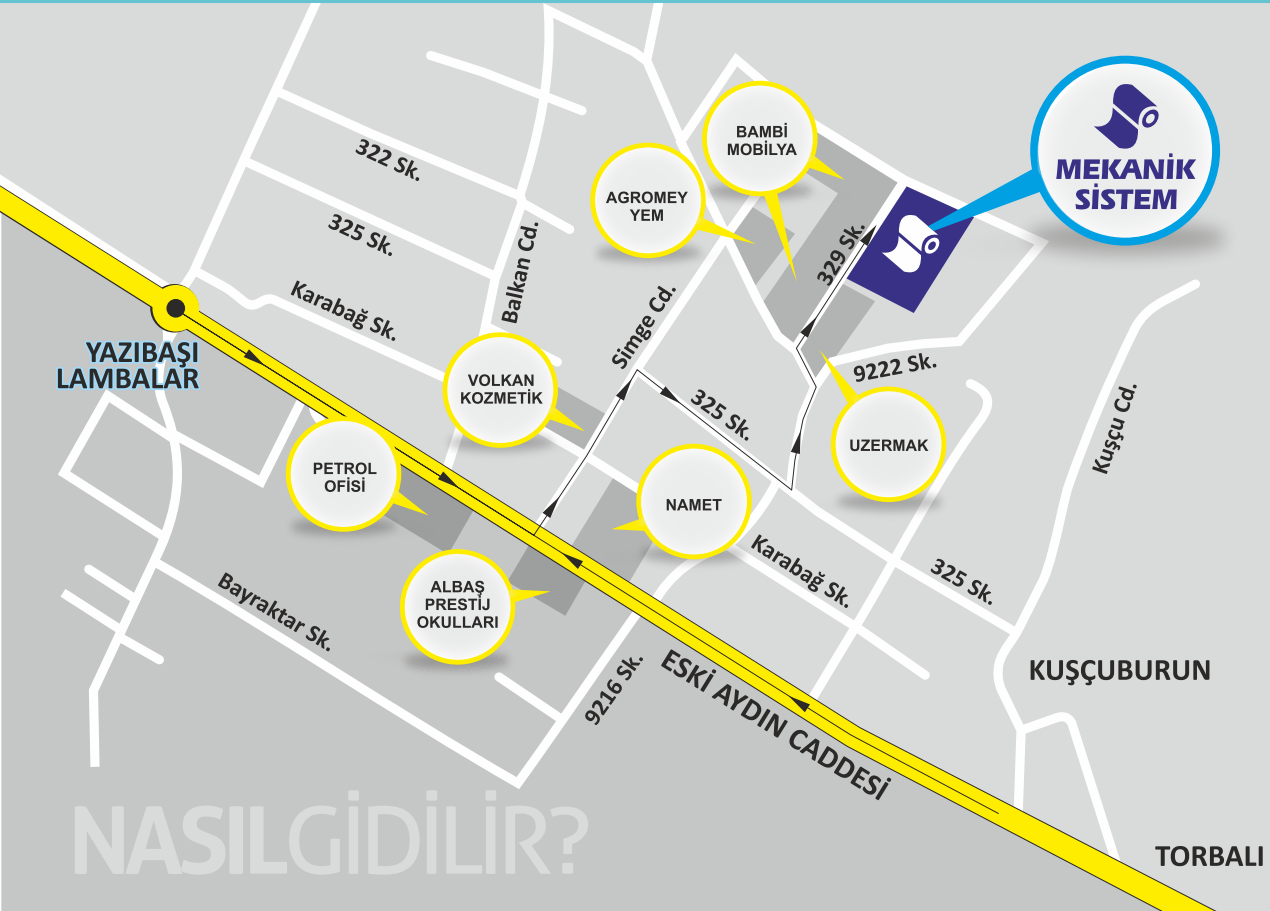 BAMBİ
MOBİLYA
MEKANİK
SİSTEM
AGROMEY
YEM
322 Sk.
325 Sk.
Balkan Cd.
329 Sk.
Karabağ Sk.
Simge Cd.
YAZIBAŞI
LAMBALAR
VOLKAN
KOZMETİK
9222 Sk.
325 Sk.
Kuşçu Cd.
UZERMAK
PETROL
OFİSİ
NAMET
ALBAŞ
PRESTİJ
OKULLARI
Karabağ Sk.
325 Sk.
Bayraktar Sk.
9216 Sk.
ESKİ AYDIN CADDESİ
KUŞÇUBURUN
NASILGİDİLİR?
TORBALI